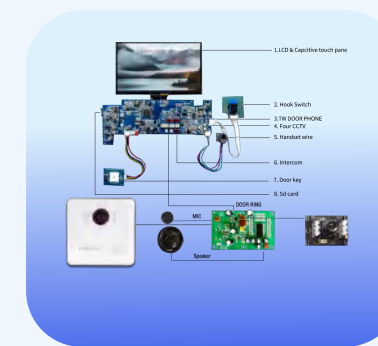 1.LCD & Capcitive touch pane
2. Hook Switch
3.TW DOOR PHONE
4. Four CCTV
5. Handset wire
6. Intercom
7. Door key
8. Sd card
DOOR RING
MIC
Speaker